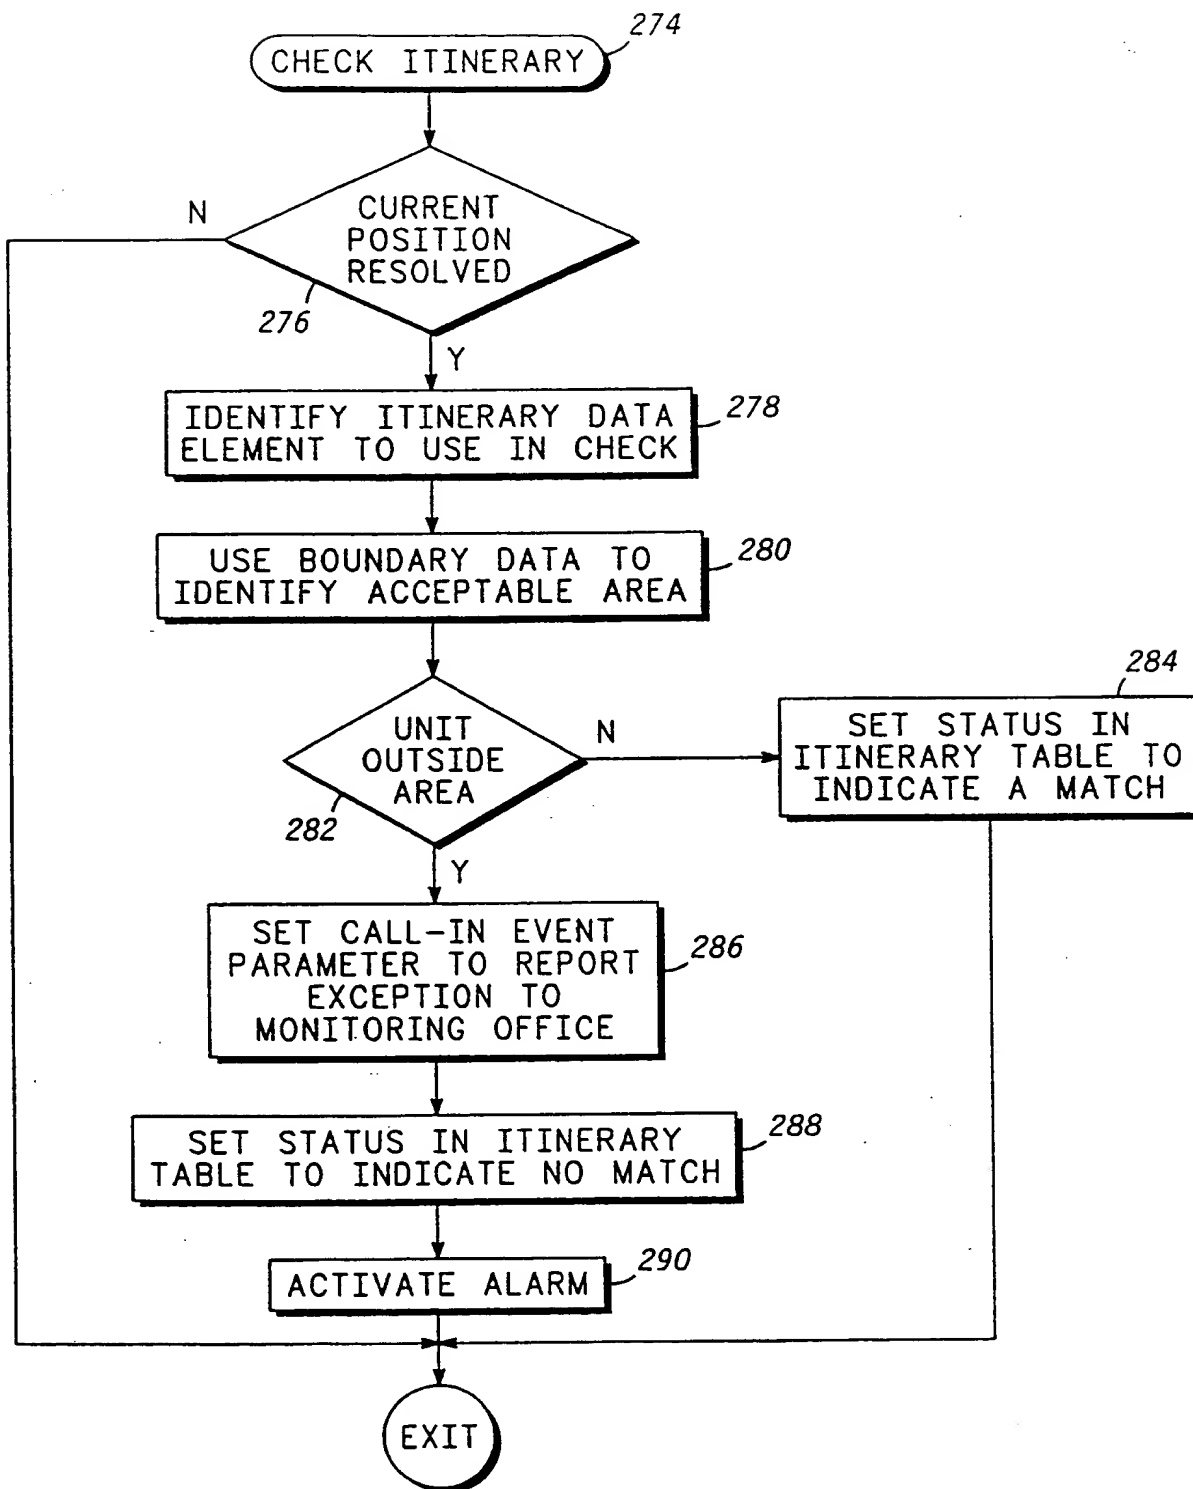 274
CHECK ITINERARY
N
CURRENT
POSITION
RESOLVED
276
Y
IDENTIFY ITINERARY DATA
ELEMENT TO USE IN CHECK
278
USE BOUNDARY DATA TO
IDENTIFY ACCEPTABLE AREA
280
UNIT
OUTSIDE
AREA
282
N
284
SET STATUS IN
ITINERARY TABLE TO
INDICATE A MATCH
Y
SET CALL-IN EVENT
PARAMETER TO REPORT
EXCEPTION TO
MONITORING OFFICE
286
SET STATUS IN ITINERARY
TABLE TO INDICATE NO MATCH
288
ACTIVATE ALARM
290
EXIT